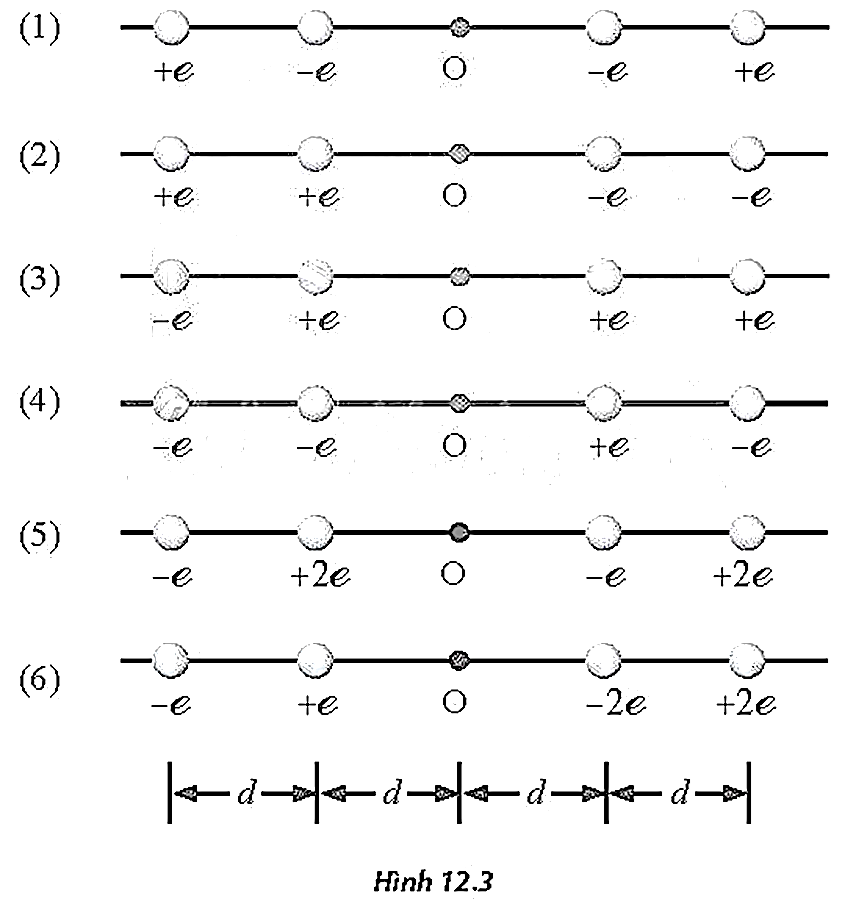 (1)
+e −e O −e +e
(2)
+e +e O −e −e
(3)
−e +e O +e +e
(4)
−e −e O +e −e
(5)
−e +2e O −e +2e
(6)
−e +e O −2e +2e
d d d d
Hình 12.3